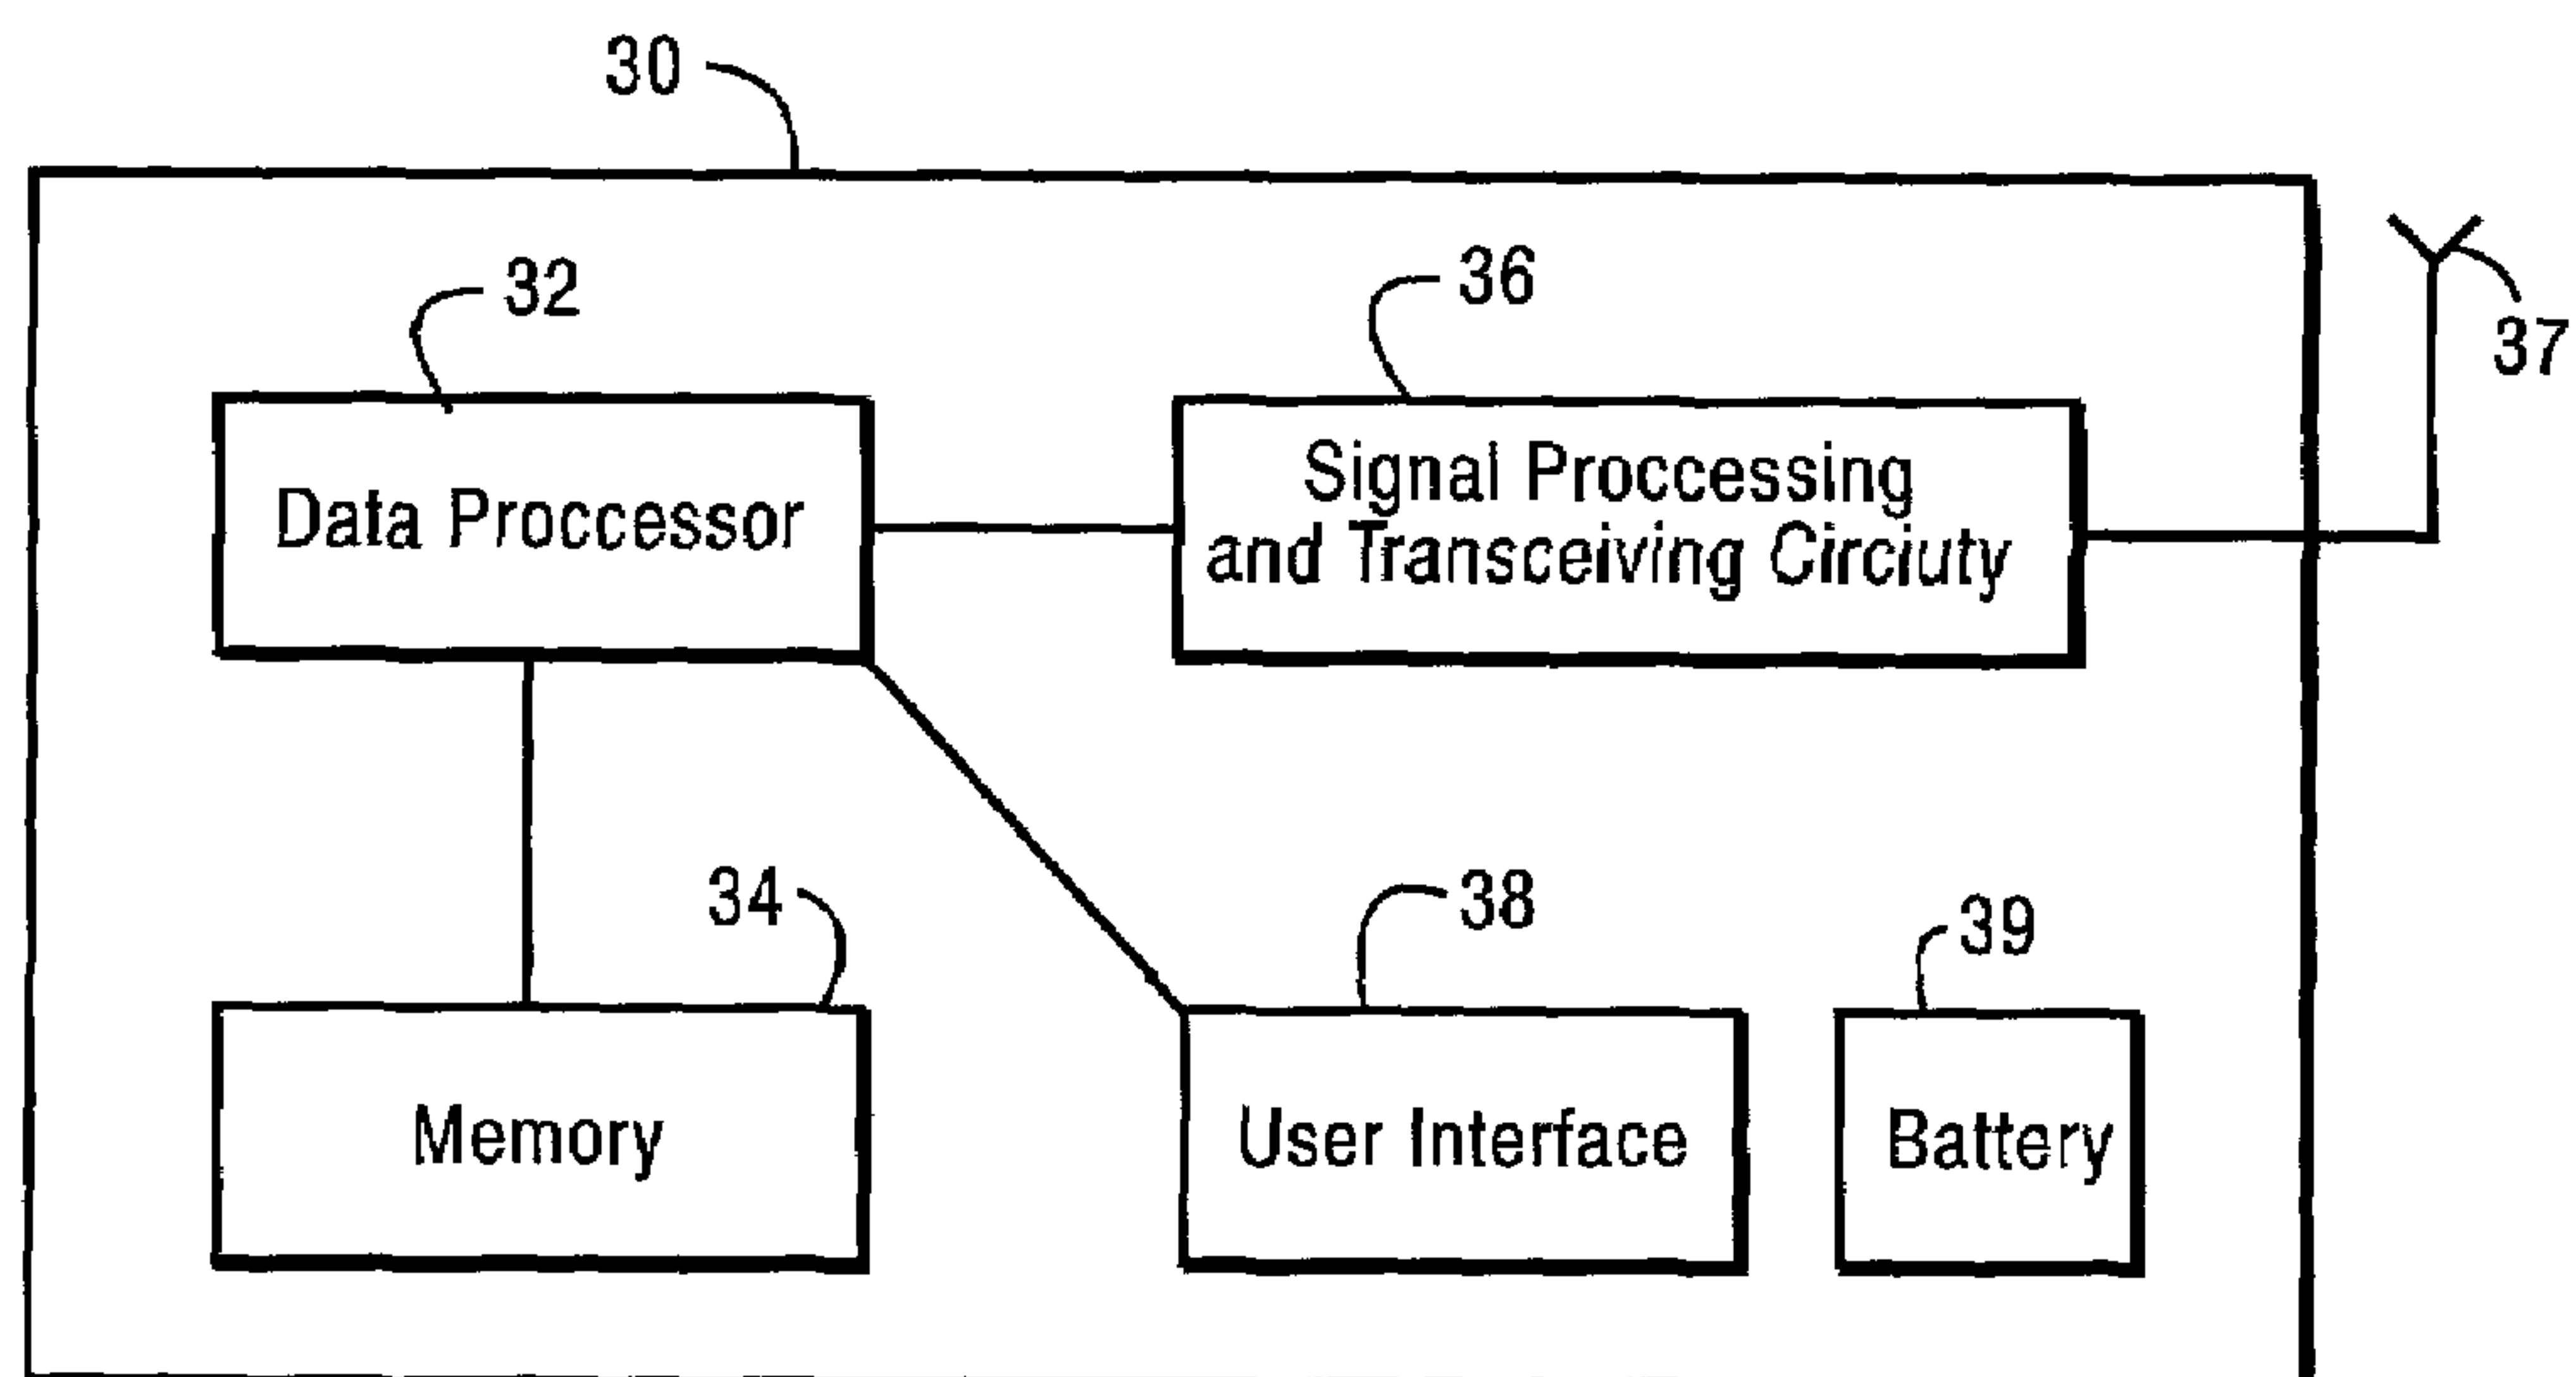 30
32
36
37
Data Proccessor
Signal Proccessing
and Transceiving Circiuty
34
38
39
Memory
User Interface
Battery